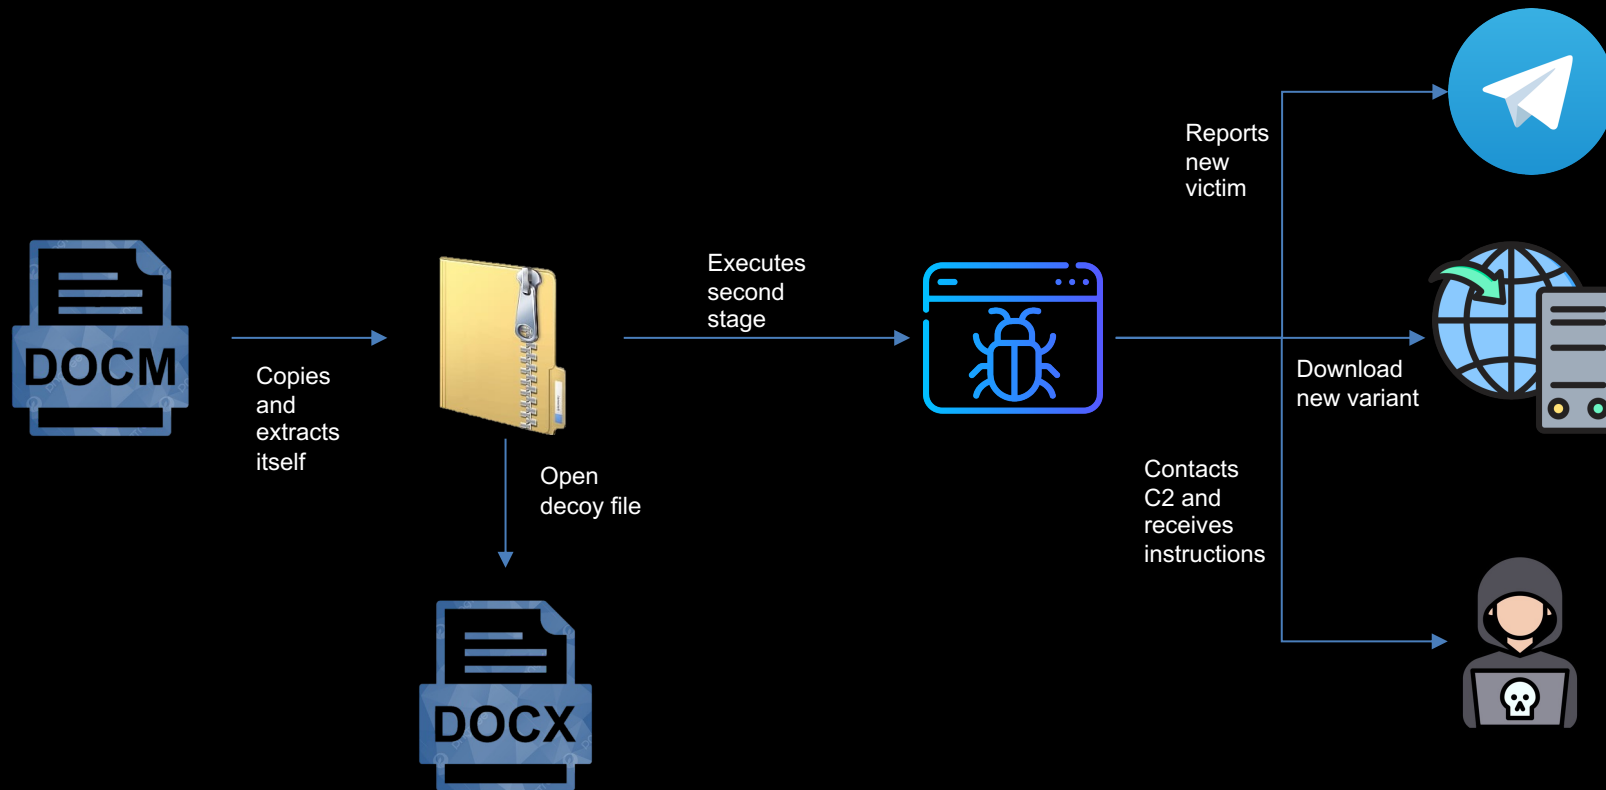 DOCM
Copies
and
extracts
itself
Open
decoy file
DOCX
Executes
second
stage
Reports
new
victim
Download
new variant
Contacts
C2 and
receives
instructions